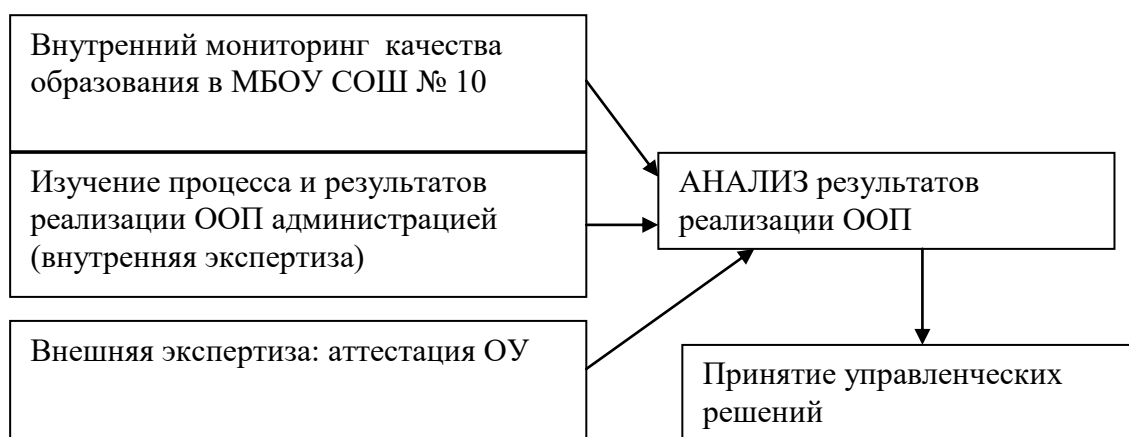 Внутренний мониторинг качества
образования в МБОУ СОШ № 10
Изучение процесса и результатов
реализации ООП администрацией
(внутренняя экспертиза)
Внешняя экспертиза: аттестация ОУ
АНАЛИЗ результатов
реализации ООП
Принятие управленческих
решений